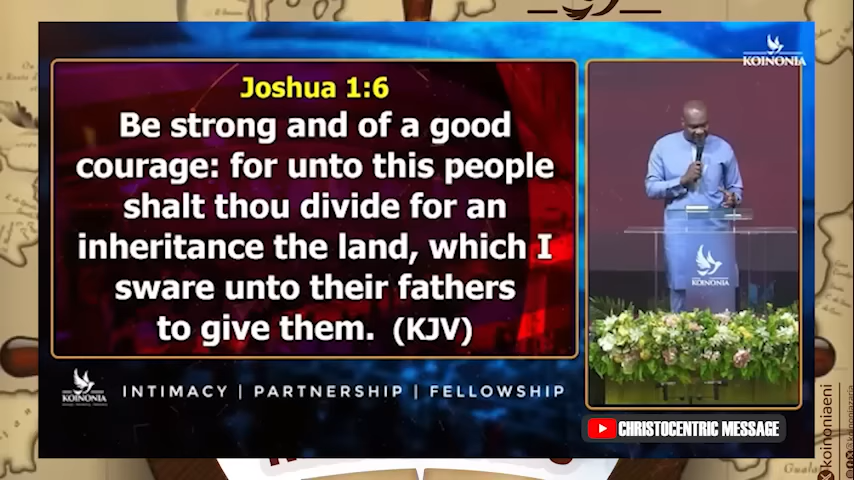 KOINONIA
Joshua 1:6
Be strong and of a good
courage: for unto this people
shalt thou divide for an
inheritance the land, which I
sware unto their fathers
to give them. (KJV)
KOINONIA
KOINONIA
INTIMACY | PARTNERSHIP | FELLOWSHIP
CHRISTOCENTRIC MESSAGE
koinoniaeni